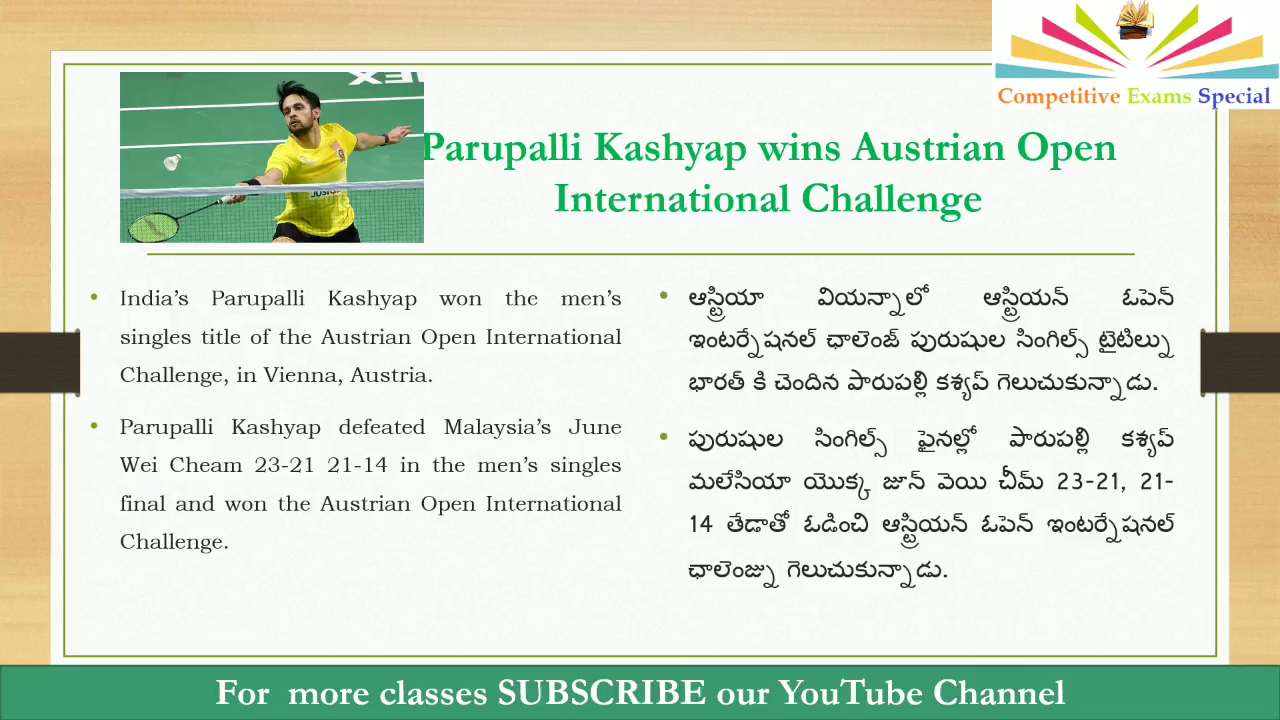 Competitive Exams Special
Parupalli Kashyap wins Austrian Open
International Challenge
• India’s Parupalli Kashyap won the men’s
singles title of the Austrian Open International
Challenge, in Vienna, Austria.
• Parupalli Kashyap defeated Malaysia’s June
Wei Cheam 23-21 21-14 in the men’s singles
final and won the Austrian Open International
Challenge.
• ఆస్ట్రియా వియన్నాలో ఆస్ట్రియన్ ఓపెన్
ఇంటర్నేషనల్ ఛాలెంజ్ పురుషుల సింగిల్స్ టైటిల్ను
భారత్ కి చెందిన పారుపల్లి కశ్యప్ గెలుచుకున్నాడు.
• పురుషుల సింగిల్స్ ఫైనల్లో పారుపల్లి కశ్యప్
మలేసియా యొక్క జూన్ వెయి చీమ్ 23-21, 21-
14 తేడాతో ఓడించి ఆస్ట్రియన్ ఓపెన్ ఇంటర్నేషనల్
ఛాలెంజ్ను గెలుచుకున్నాడు.
For more classes SUBSCRIBE our YouTube Channel